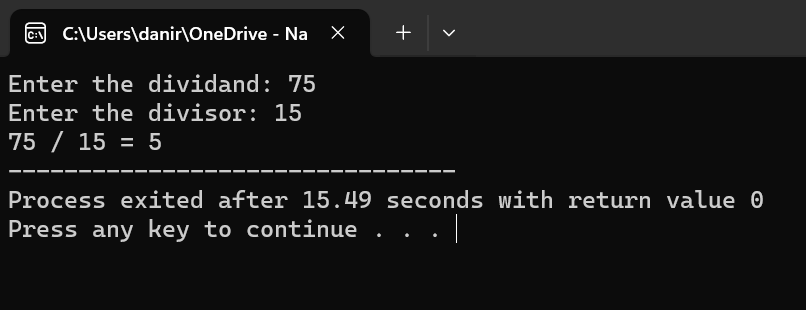 C:\Users\danir\OneDrive - Na
Enter the dividand: 75
Enter the divisor: 15
75 / 15 = 5
--------------------------------
Process exited after 15.49 seconds with return value 0
Press any key to continue . . .